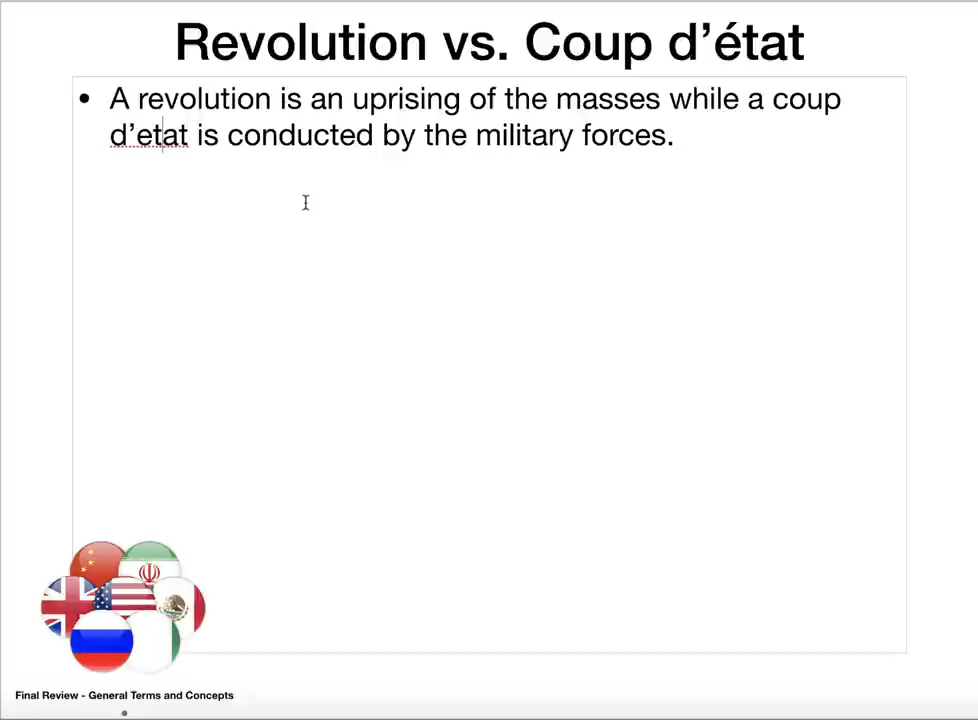 Revolution vs. Coup d’état
• A revolution is an uprising of the masses while a coup
d’etat is conducted by the military forces.
Final Review - General Terms and Concepts